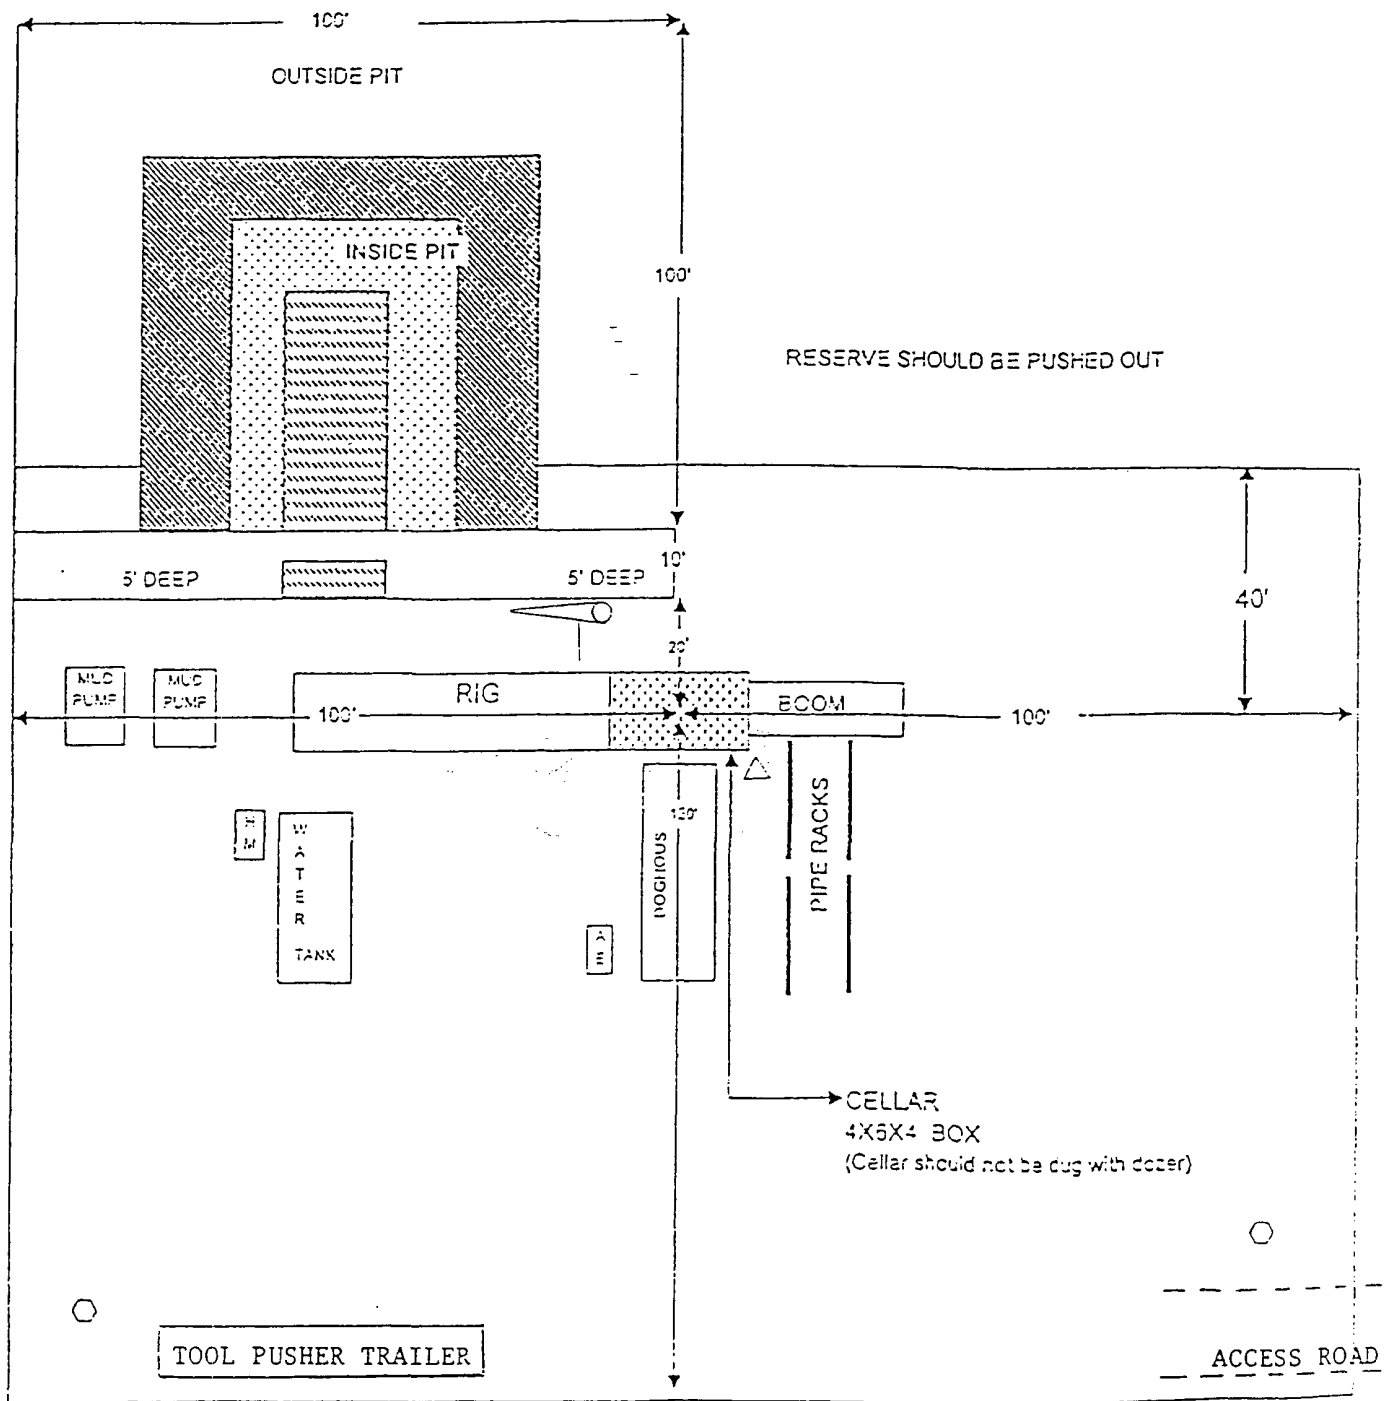 100'
OUTSIDE PIT
INSIDE PIT
100'
RESERVE SHOULD BE PUSHED OUT
10'
5' DEEP
5' DEEP
40'
20'
MUD
PUMP
MUD
PUMP
RIG
BOOM
100'
100'
WATER
TANK
DOGHOUS
PIPE RACKS
CELLAR
4X6X4 BOX
(Cellar should not be dug with dozer)
TOOL PUSHER TRAILER
ACCESS ROAD